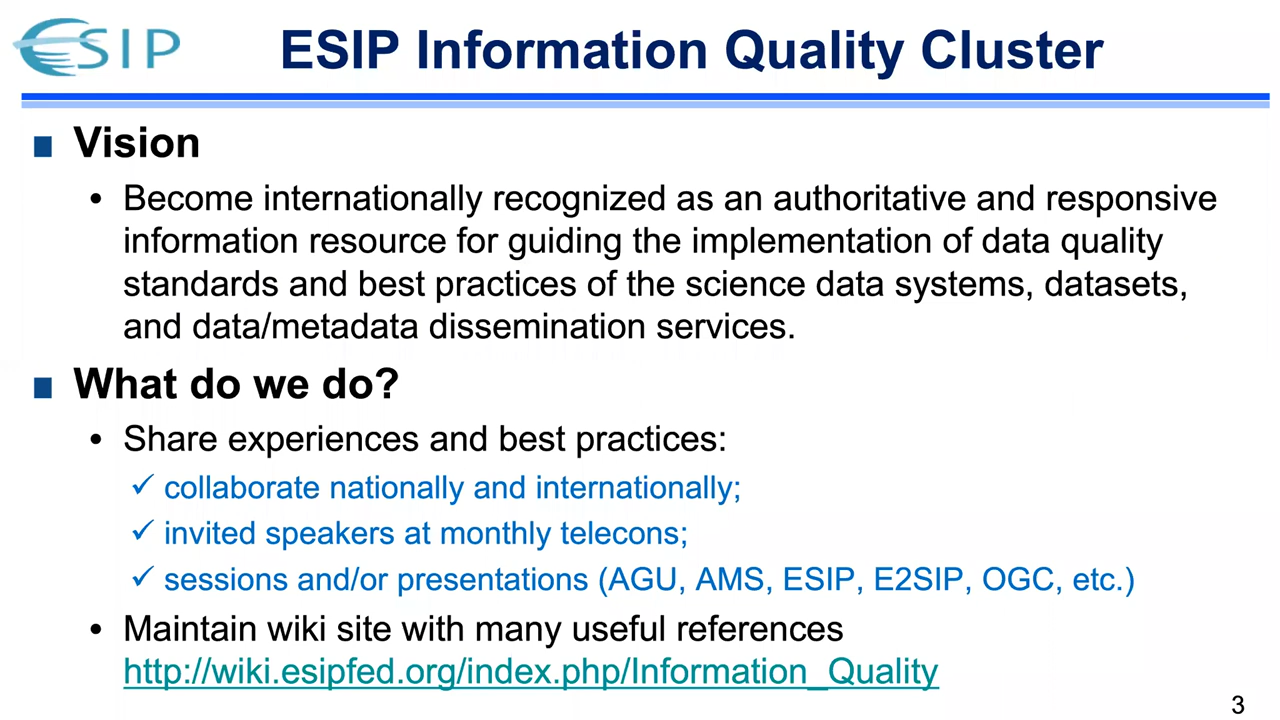 ESIP
ESIP Information Quality Cluster
Vision
• Become internationally recognized as an authoritative and responsive
information resource for guiding the implementation of data quality
standards and best practices of the science data systems, datasets,
and data/metadata dissemination services.
What do we do?
• Share experiences and best practices:
✓ collaborate nationally and internationally;
✓ invited speakers at monthly telecons;
✓ sessions and/or presentations (AGU, AMS, ESIP, E2SIP, OGC, etc.)
• Maintain wiki site with many useful references
http://wiki.esipfed.org/index.php/Information_Quality
3